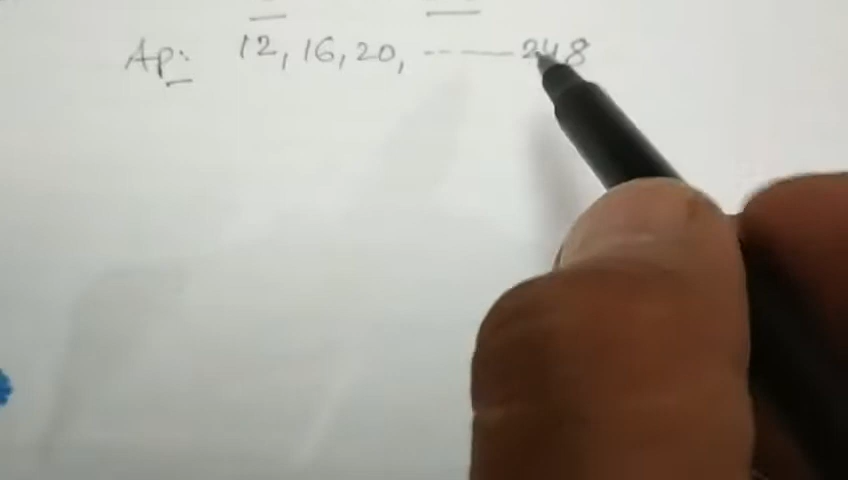 Ap: 12, 16, 20, ------ 248